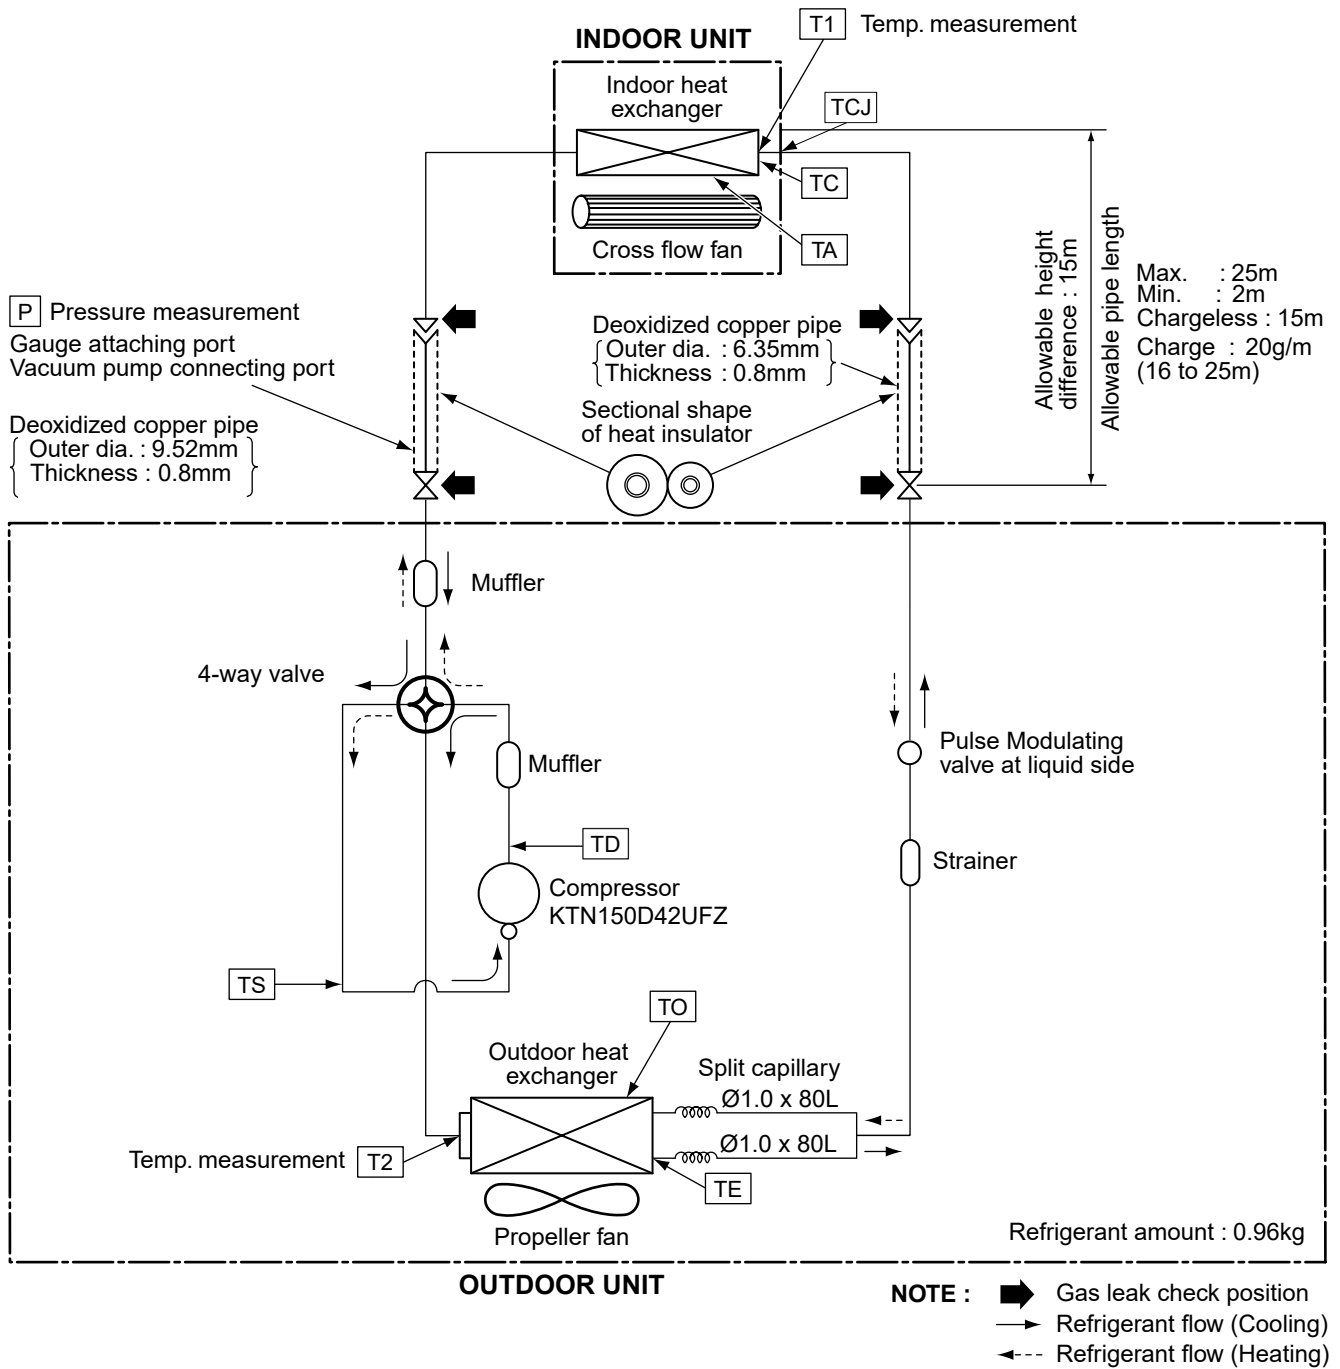 T1 Temp. measurement
INDOOR UNIT
Indoor heat
exchanger
TCJ
TC
Cross flow fan
TA
Allowable height
difference : 15m
Allowable pipe length
Max. : 25m
Min. : 2m
Chargeless : 15m
Charge : 20g/m
(16 to 25m)
P Pressure measurement
Gauge attaching port
Vacuum pump connecting port
Deoxidized copper pipe
Outer dia. : 6.35mm
Thickness : 0.8mm
Sectional shape
of heat insulator
Deoxidized copper pipe
Outer dia. : 9.52mm
Thickness : 0.8mm
Muffler
4-way valve
Muffler
Pulse Modulating
valve at liquid side
TD
Strainer
Compressor
KTN150D42UFZ
TS
TO
Outdoor heat
exchanger
Split capillary
Ø1.0 x 80L
Ø1.0 x 80L
Temp. measurement T2
TE
Propeller fan
Refrigerant amount : 0.96kg
OUTDOOR UNIT
NOTE :
Gas leak check position
Refrigerant flow (Cooling)
Refrigerant flow (Heating)